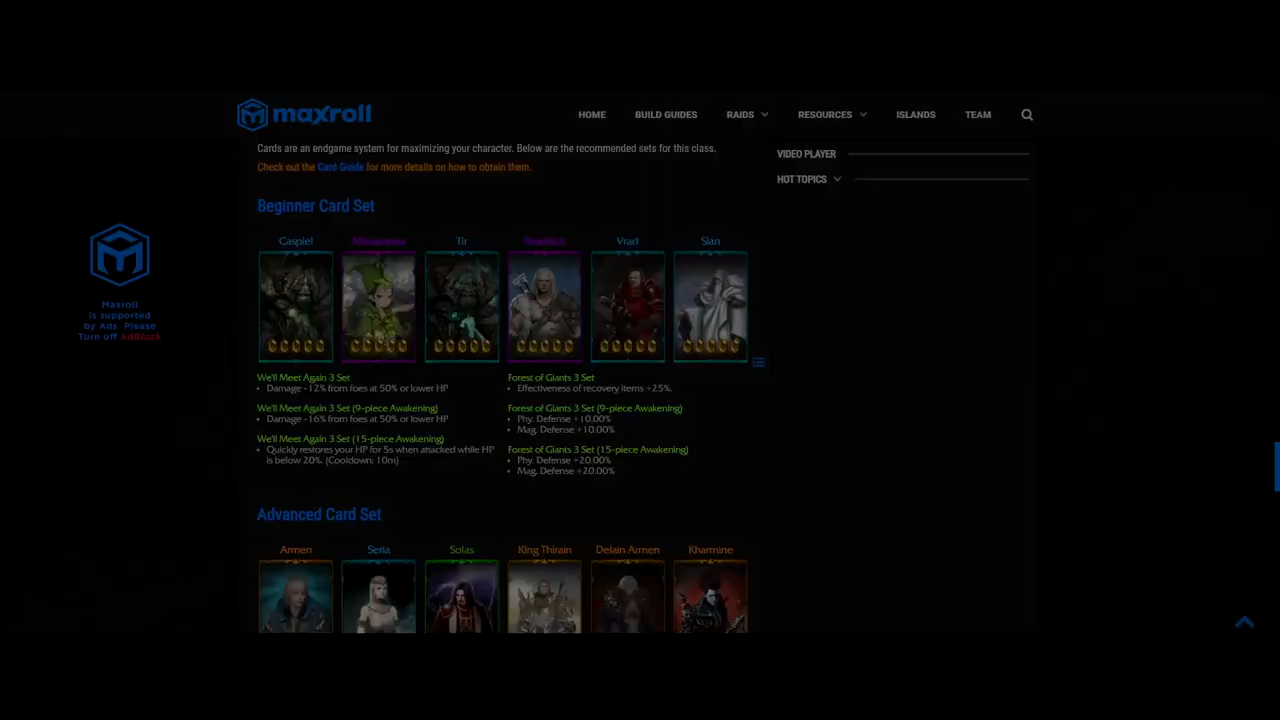 maxroll
HOME BUILD GUIDES RAIDS RESOURCES ISLANDS TEAM
Cards are an endgame system for maximizing your character. Below are the recommended sets for this class.
Check out the Card Guide for more details on how to obtain them.
VIDEO PLAYER
HOT TOPICS
Beginner Card Set
Maxroll
is supported
by Ads. Please
Turn off AdBlock
Caspiel Tir Vrad Sian
We'll Meet Again 3 Set
• Damage -12% from foes at 50% or lower HP
We'll Meet Again 3 Set (9-piece Awakening)
• Damage -16% from foes at 50% or lower HP
We'll Meet Again 3 Set (15-piece Awakening)
• Quickly restores your HP for 5s when attacked while HP
is below 20%. (Cooldown: 10m)
Forest of Giants 3 Set
• Effectiveness of recovery items +25%.
Forest of Giants 3 Set (9-piece Awakening)
• Phy. Defense +10.00%
• Mag. Defense +10.00%
Forest of Giants 3 Set (15-piece Awakening)
• Phy. Defense +20.00%
• Mag. Defense +20.00%
Advanced Card Set
Armen Seria Solas King Thirain Delain Armen Kharmine